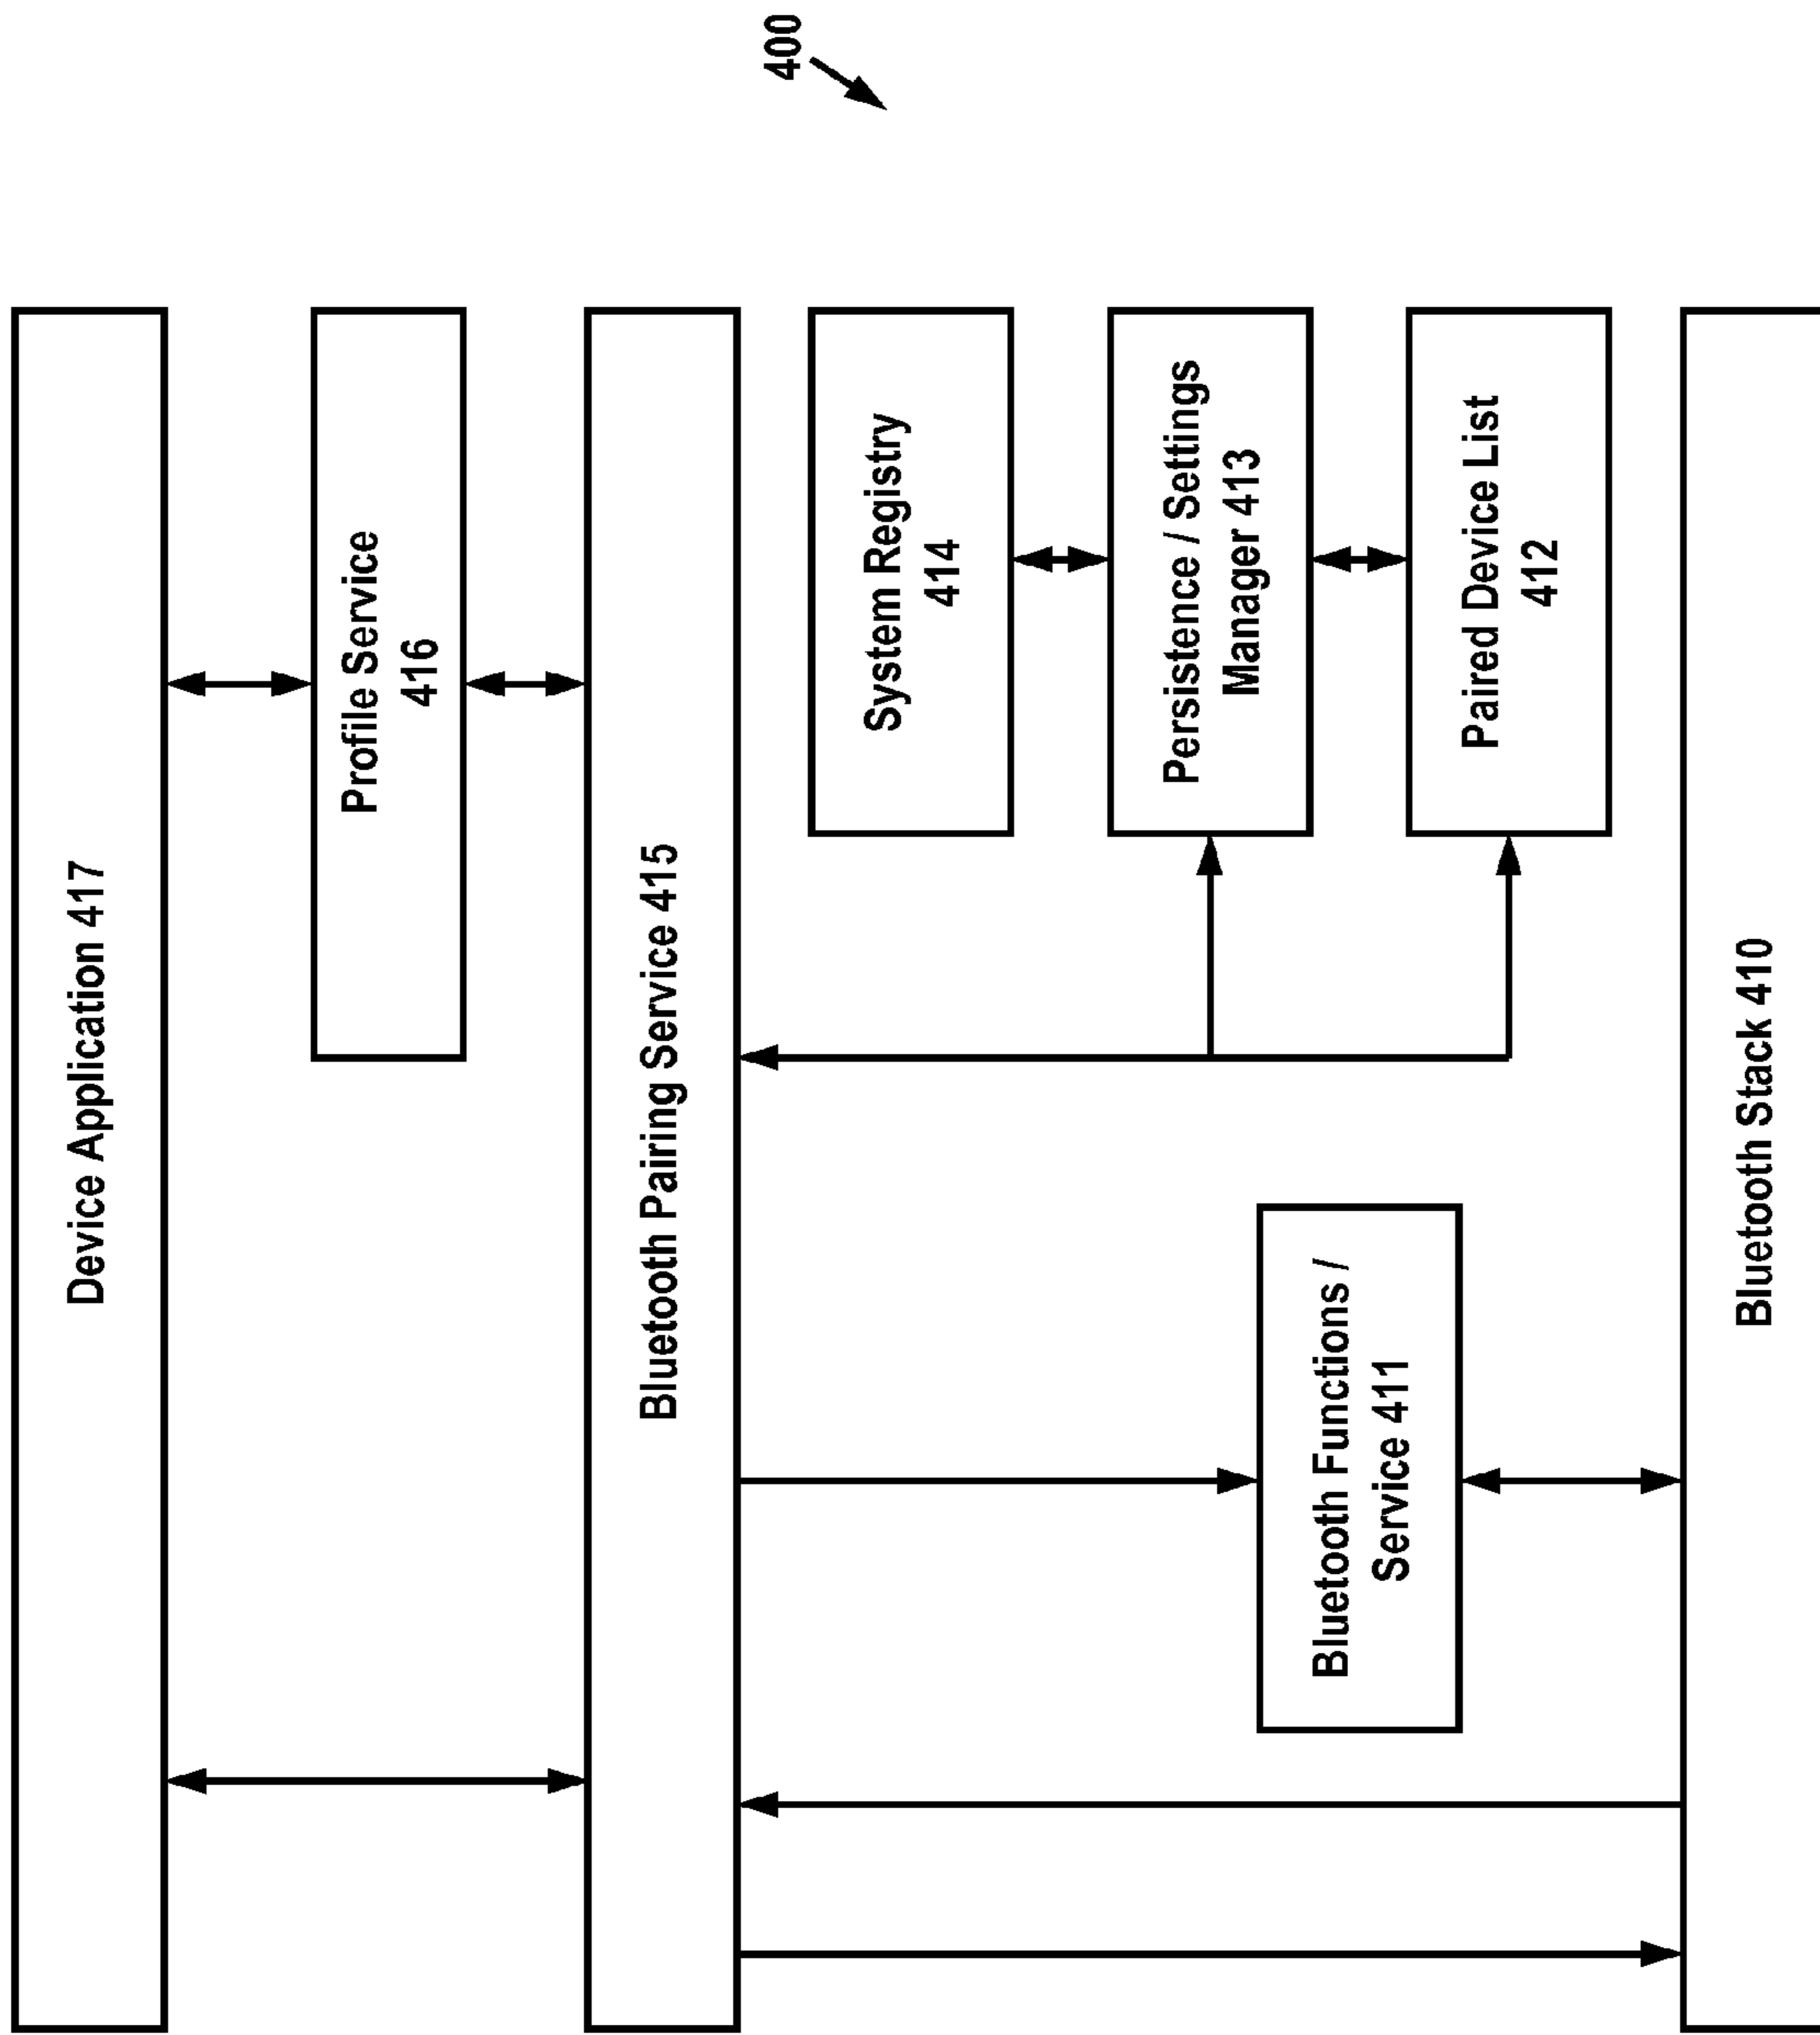 400
Device Application 417
Profile Service
416
Bluetooth Pairing Service 415
System Registry
414
Persistence / Settings
Manager 413
Paired Device List
412
Bluetooth Functions /
Service 411
Bluetooth Stack 410